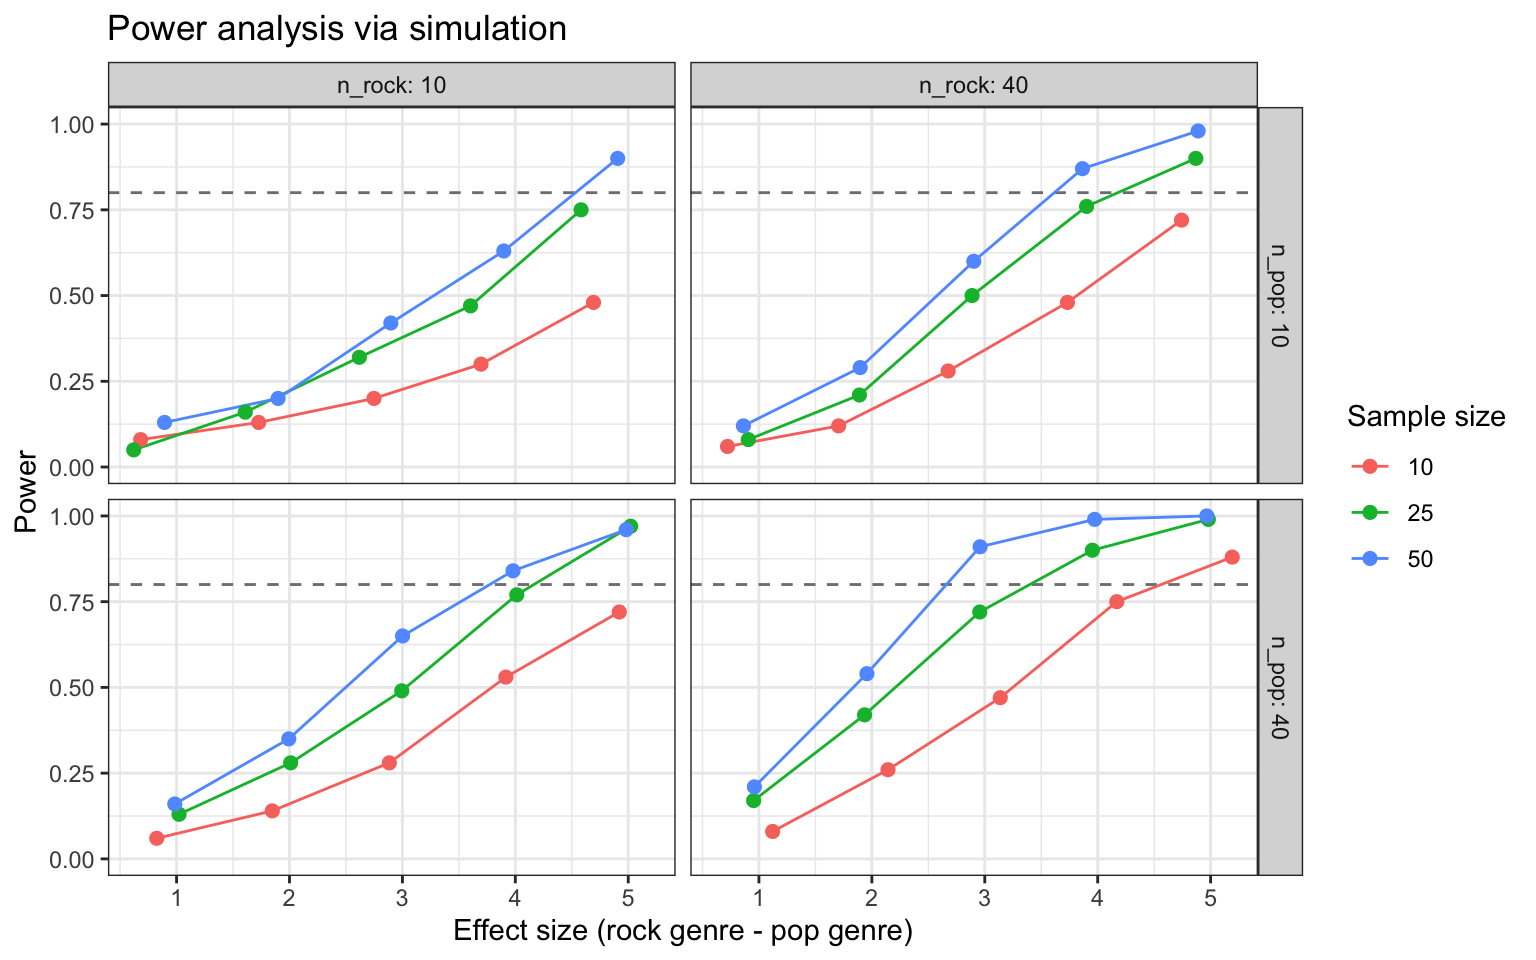 Power analysis via simulation
n_rock: 10
n_rock: 40
1.00
0.75
0.50
0.25
0.00
n_pop: 10
1.00
0.75
0.50
0.25
0.00
n_pop: 40
Power
1 2 3 4 5
1 2 3 4 5
Effect size (rock genre - pop genre)
Sample size
10
25
50